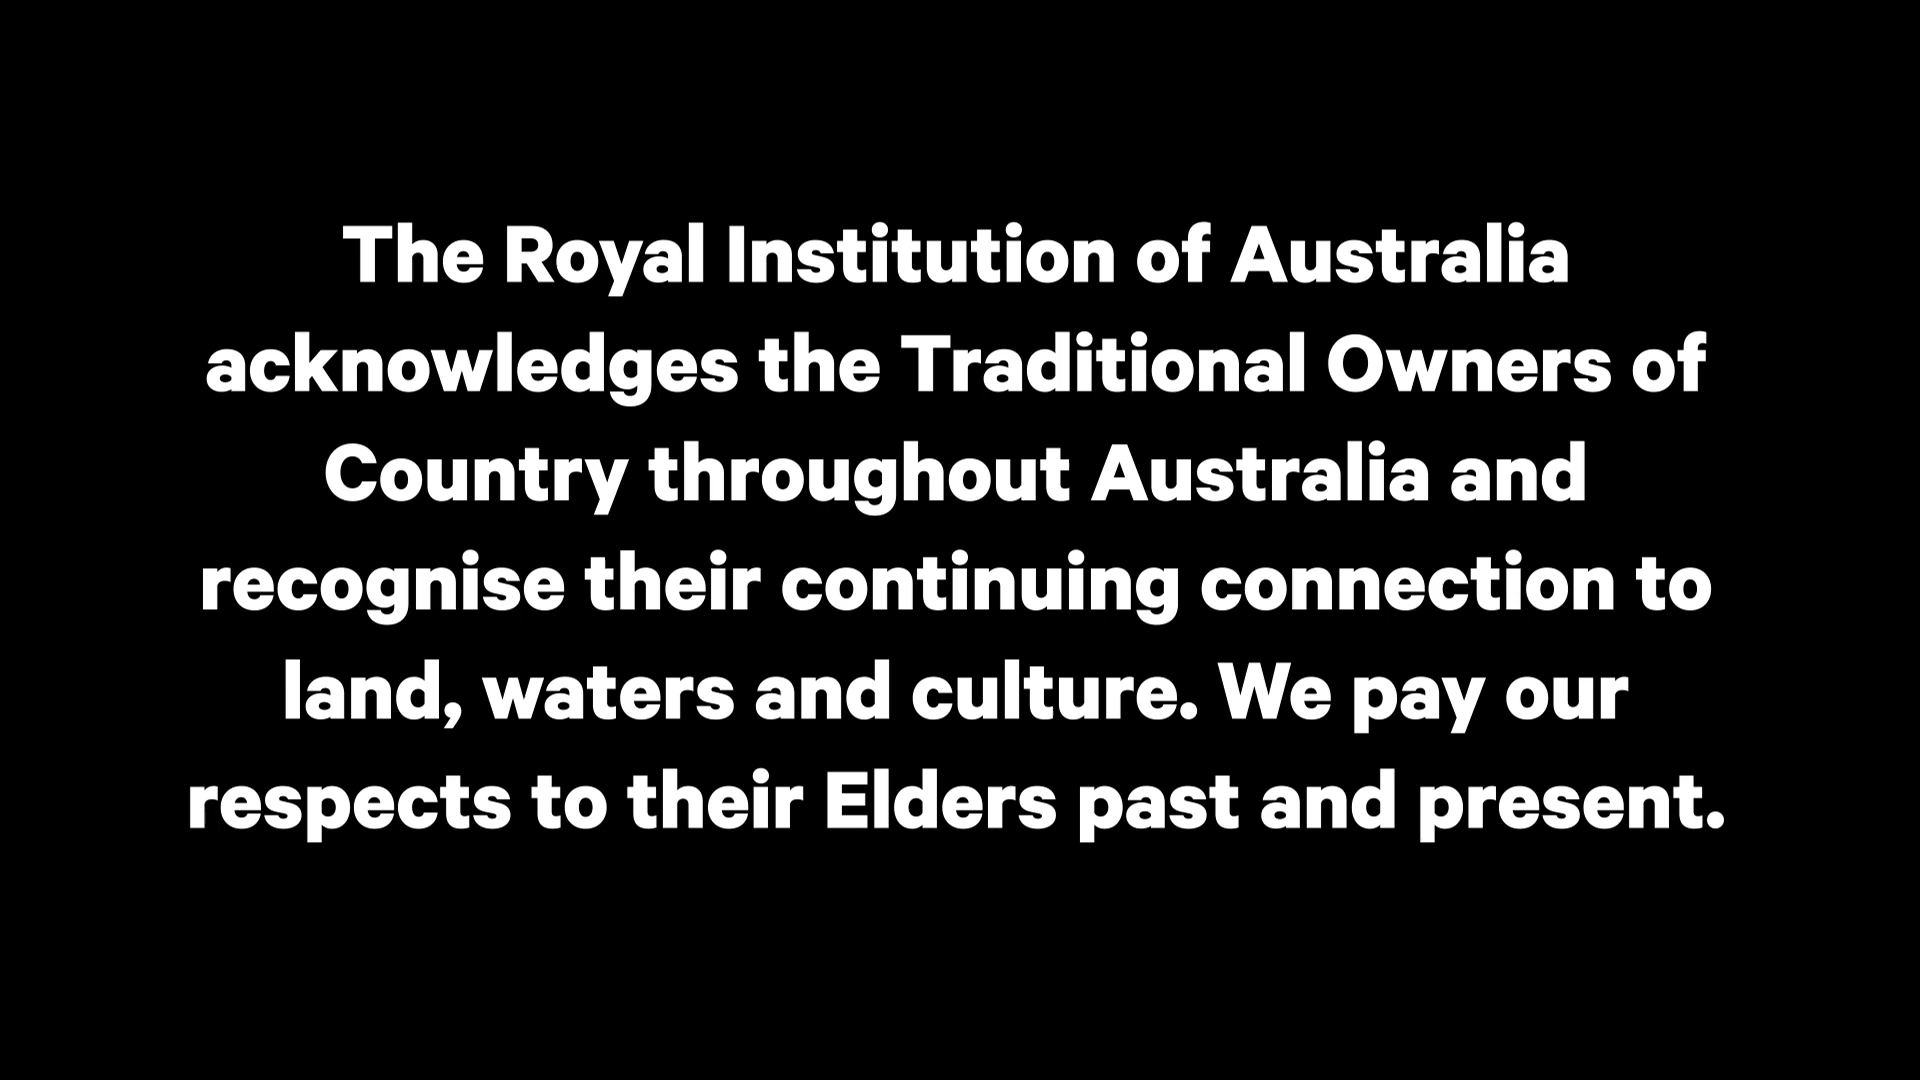 The Royal Institution of Australia
acknowledges the Traditional Owners of
Country throughout Australia and
recognise their continuing connection to
land, waters and culture. We pay our
respects to their Elders past and present.